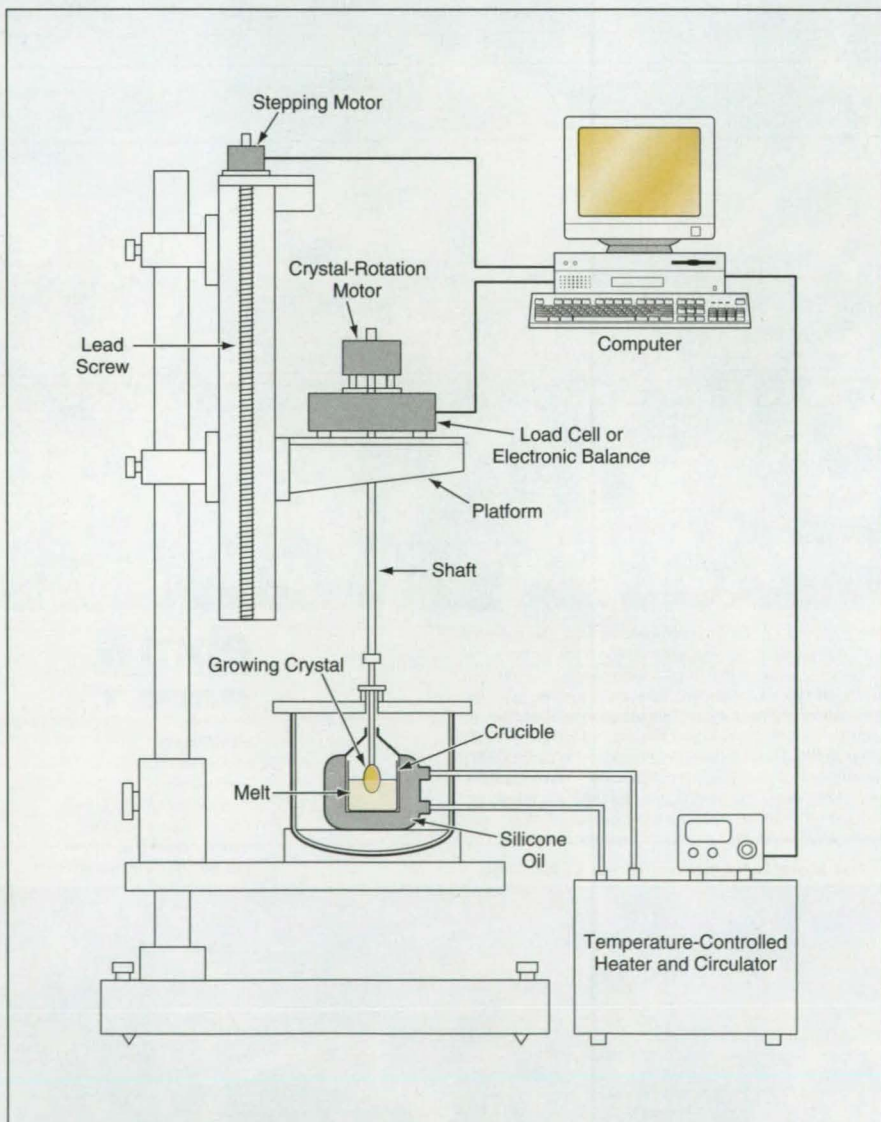 Stepping Motor
Crystal-Rotation
Motor
Lead
Screw
Computer
Load Cell or
Electronic Balance
Platform
Shaft
Growing Crystal
Crucible
Melt
Silicone
Oil
Temperature-Controlled
Heater and Circulator